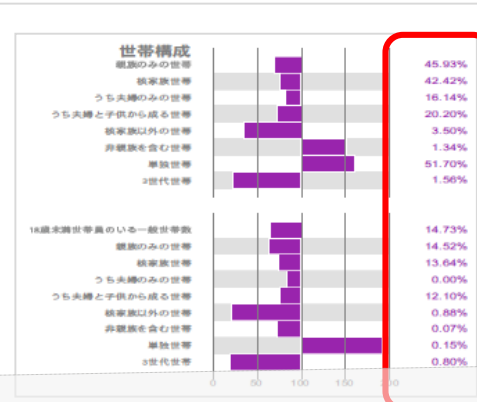 世帯構成
親族のみの世帯 45.93%
核家族世帯 42.42%
うち夫婦のみの世帯 16.14%
うち夫婦と子供から成る世帯 20.20%
核家族以外の世帯 3.50%
非親族を含む世帯 1.34%
単独世帯 51.70%
3世代世帯 1.56%
18歳未満世帯員のいる一般世帯数 14.73%
親族のみの世帯 14.52%
核家族世帯 13.64%
うち夫婦のみの世帯 0.00%
うち夫婦と子供から成る世帯 12.10%
核家族以外の世帯 0.88%
非親族を含む世帯 0.07%
単独世帯 0.15%
3世代世帯 0.80%
0 50 100 150 200